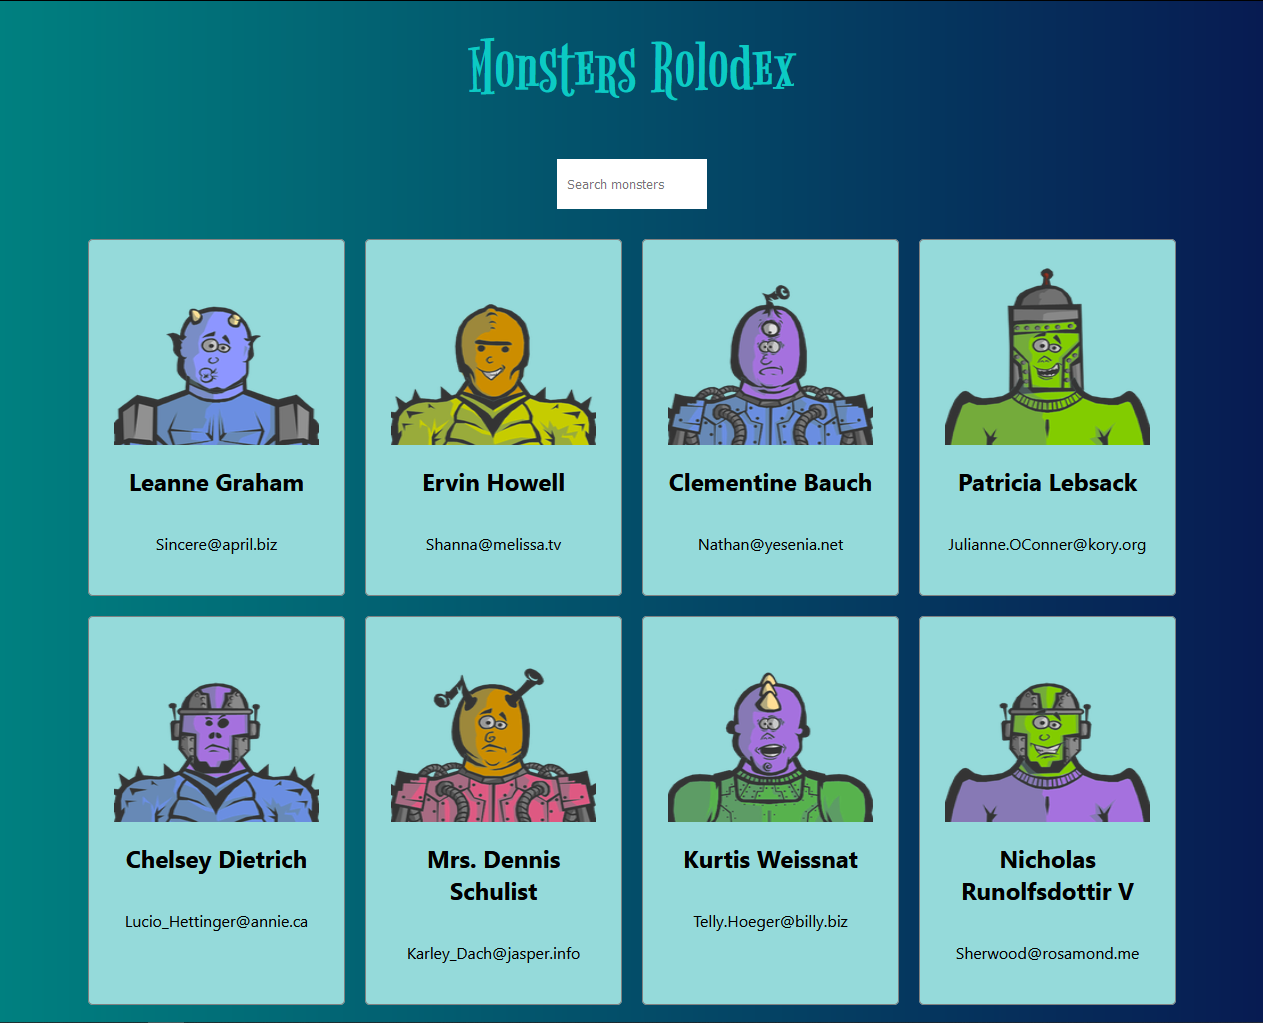 Monsters Rolodex
Search monsters
Leanne Graham
Sincere@april.biz
Ervin Howell
Shanna@melissa.tv
Clementine Bauch
Nathan@yesenia.net
Patricia Lebsack
Julianne.OConner@kory.org
Chelsey Dietrich
Lucio_Hettinger@annie.ca
Mrs. Dennis
Schulist
Karley_Dach@jasper.info
Kurtis Weissnat
Telly.Hoeger@billy.biz
Nicholas
Runolfsdottir V
Sherwood@rosamond.me